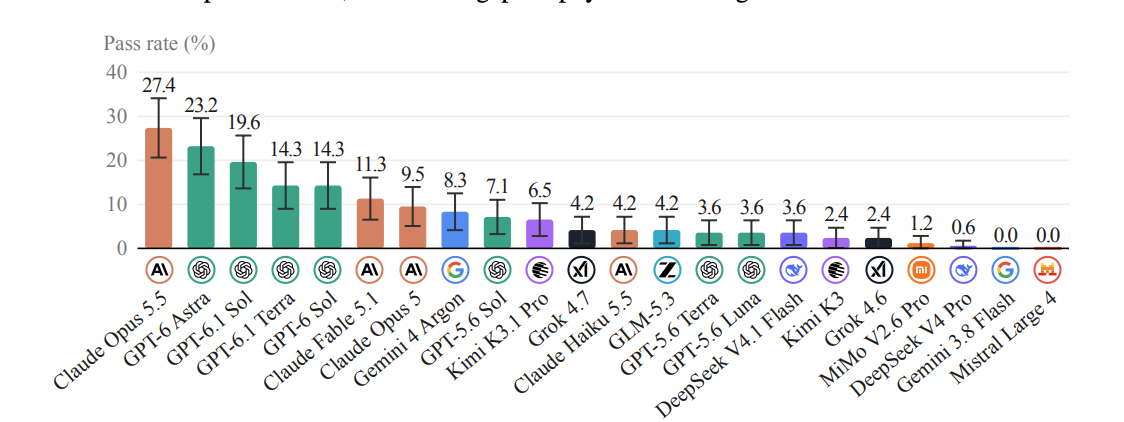 Pass rate (%)
40
30
20
10
0
27.4
23.2
19.6
14.3
14.3
11.3
9.5
8.3
7.1
6.5
4.2
4.2
4.2
3.6
3.6
3.6
2.4
2.4
1.2
0.6
0.0
0.0
Claude Opus 5.5
GPT-6 Astra
GPT-6.1 Sol
GPT-6.1 Terra
GPT-6 Sol
Claude Fable 5.1
Claude Opus 5
Gemini 4 Argon
GPT-5.6 Sol
Kimi K3.1 Pro
Grok 4.7
Claude Haiku 5.5
GLM-5.3
GPT-5.6 Terra
GPT-5.6 Luna
DeepSeek V4.1 Flash
Kimi K3
Grok 4.6
MiMo V2.6 Pro
DeepSeek V4 Pro
Gemini 3.8 Flash
Mistral Large 4